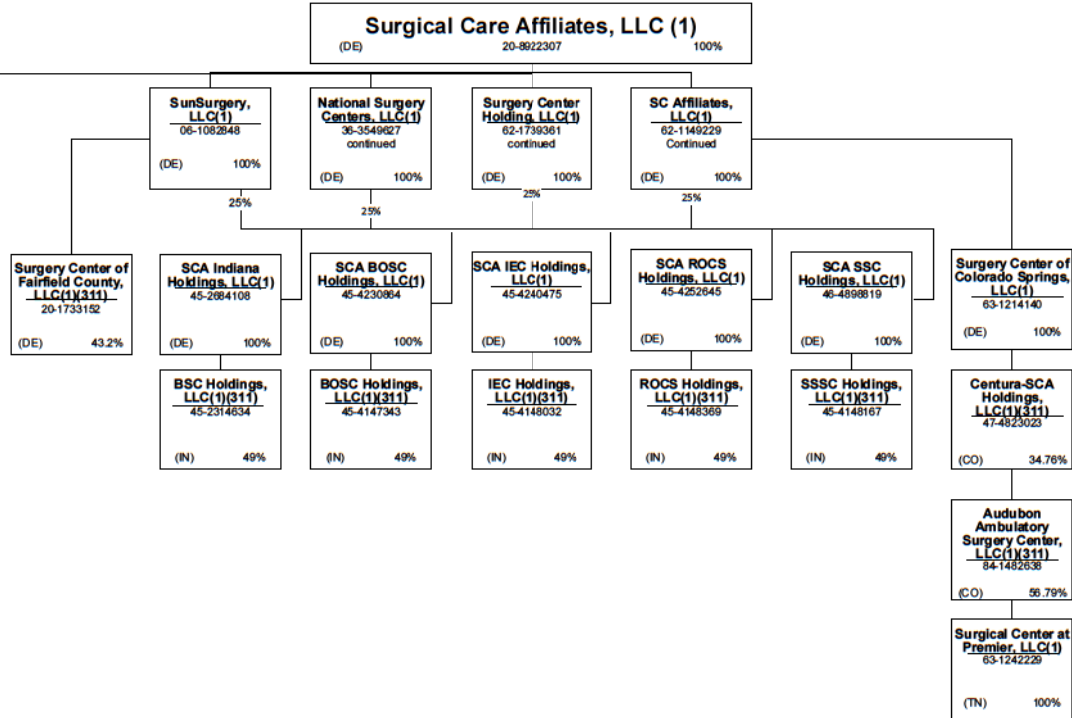 Surgical Care Affiliates, LLC (1)
(DE) 20-8922307 100%
SunSurgery,
LLC(1)
06-1082848
(DE) 100%
National Surgery
Centers, LLC(1)
36-3549627
continued
(DE) 100%
Surgery Center
Holding, LLC(1)
62-1739361
continued
(DE) 100%
SC Affiliates,
LLC(1)
62-1149229
Continued
(DE) 100%
25%
25%
25%
25%
Surgery Center of
Fairfield County,
LLC(1)(311)
20-1733152
(DE) 43.2%
SCA Indiana
Holdings, LLC(1)
45-2684108
(DE) 100%
SCA BOSC
Holdings, LLC(1)
45-4230864
(DE) 100%
SCA IEC Holdings,
LLC(1)
45-4240475
(DE) 100%
SCA ROCS
Holdings, LLC(1)
45-4252645
(DE) 100%
SCA SSC
Holdings, LLC(1)
46-4898819
(DE) 100%
Surgery Center of
Colorado Springs,
LLC(1)
63-1214140
(DE) 100%
BSC Holdings,
LLC(1)(311)
45-2314634
(IN) 49%
BOSC Holdings,
LLC(1)(311)
45-4147343
(IN) 49%
IEC Holdings,
LLC(1)(311)
45-4148032
(IN) 49%
ROCS Holdings,
LLC(1)(311)
45-4148369
(IN) 49%
SSSC Holdings,
LLC(1)(311)
45-4148167
(IN) 49%
Centura-SCA
Holdings,
LLC(1)(311)
47-4823023
(CO) 34.76%
Audubon
Ambulatory
Surgery Center,
LLC(1)(311)
84-1482638
(CO) 56.79%
Surgical Center at
Premier, LLC(1)
63-1242229
(TN) 100%